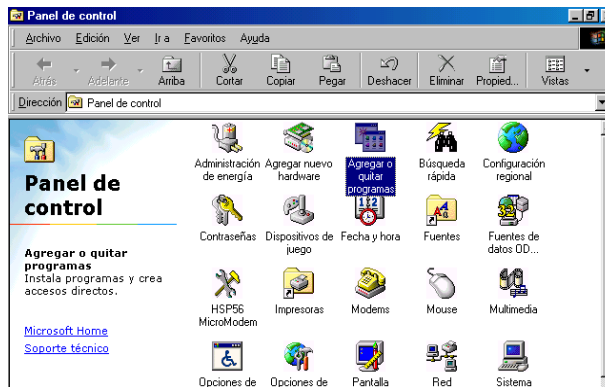 Panel de control
Archivo Edición Ver Ir a Favoritos Ayuda
Atrás Adelante Arriba Cortar Copiar Pegar Deshacer Eliminar Propied... Vistas
Dirección Panel de control
Panel de
control
Agregar o quitar
programas
Instala programas y crea
accesos directos.
Microsoft Home
Soporte técnico
Administración
de energía
Agregar nuevo
hardware
Agregar o
quitar
programas
Búsqueda
rápida
Configuración
regional
Contraseñas
Dispositivos de
juego
Fecha y hora
Fuentes
Fuentes de
datos OD...
HSP56
MicroModem
Impresoras
Modems
Mouse
Multimedia
Opciones de
Opciones de
Pantalla
Red
Sistema